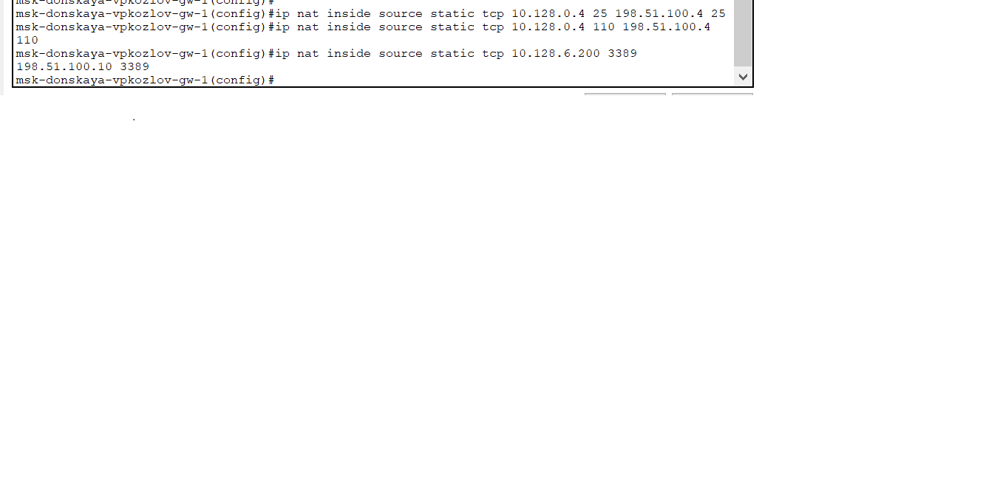 msk-donskaya-vpkozlov-gw-1(config)#
msk-donskaya-vpkozlov-gw-1(config)#ip nat inside source static tcp 10.128.0.4 25 198.51.100.4 25
msk-donskaya-vpkozlov-gw-1(config)#ip nat inside source static tcp 10.128.0.4 110 198.51.100.4
110
msk-donskaya-vpkozlov-gw-1(config)#ip nat inside source static tcp 10.128.6.200 3389
198.51.100.10 3389
msk-donskaya-vpkozlov-gw-1(config)#